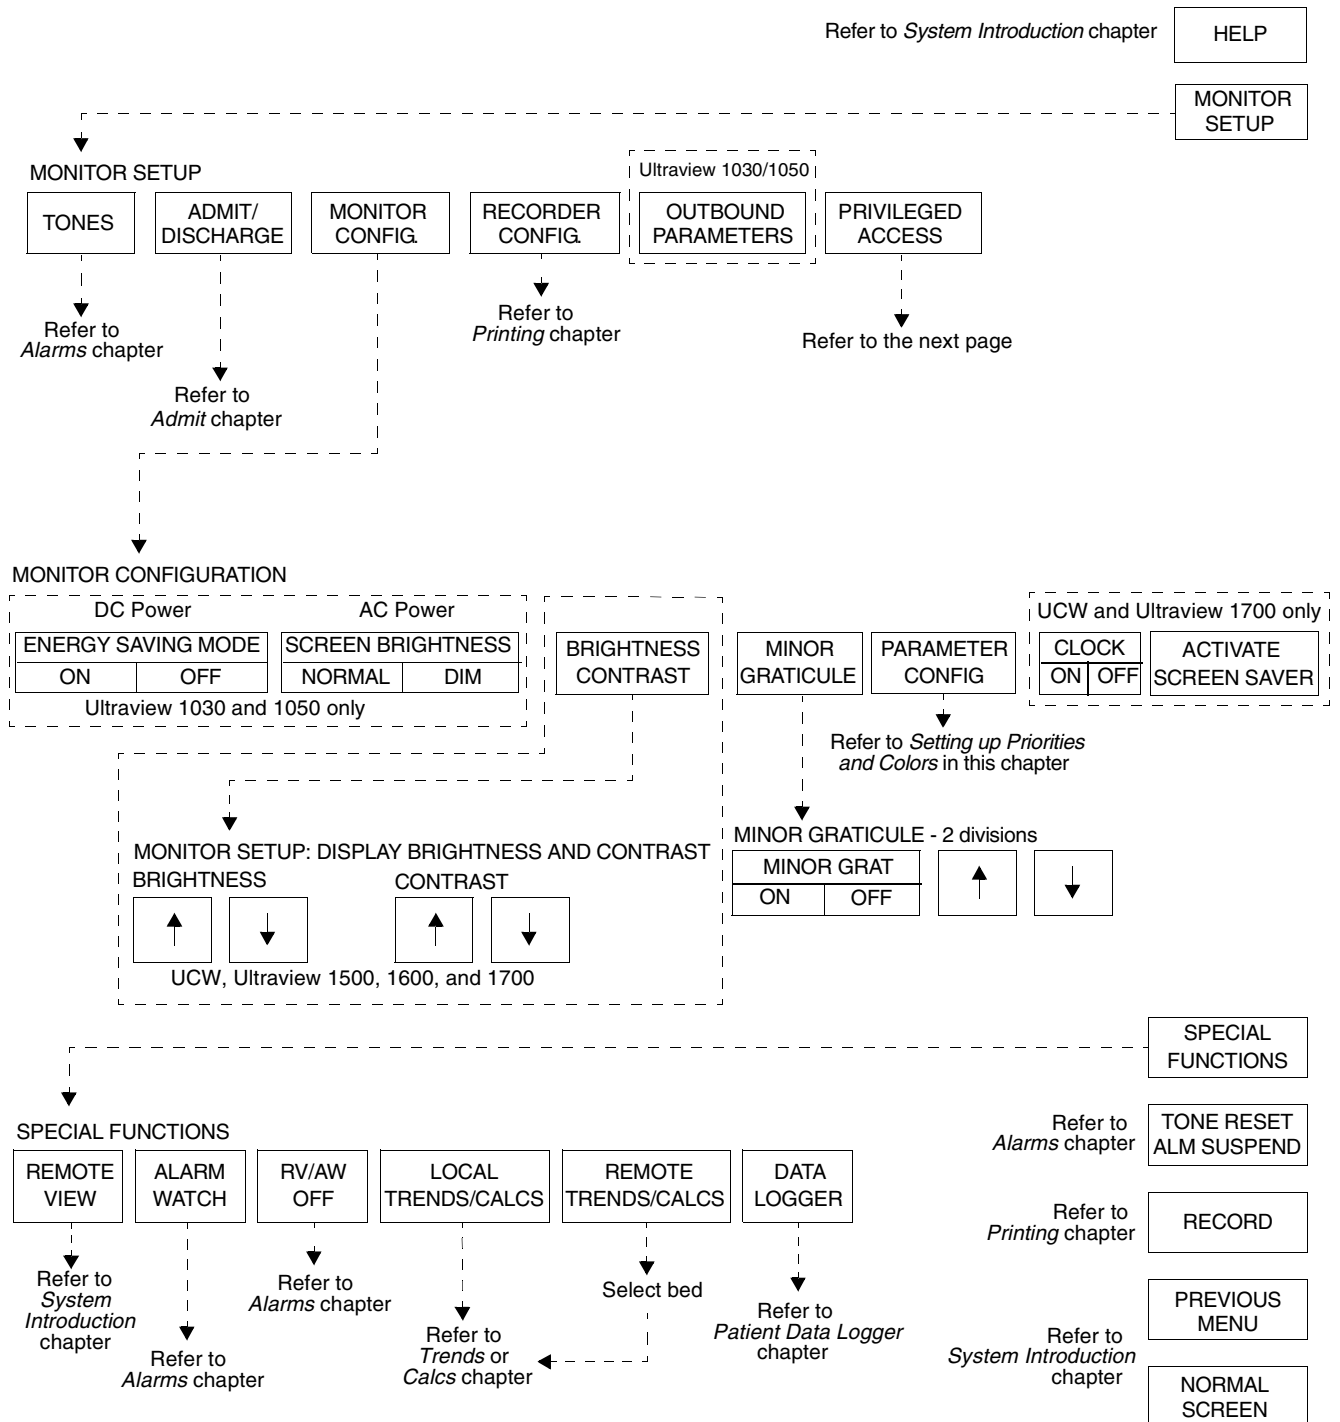 Refer to System Introduction chapter
HELP
MONITOR
SETUP
MONITOR SETUP
Ultraview 1030/1050
TONES
ADMIT/
DISCHARGE
MONITOR
CONFIG.
RECORDER
CONFIG.
OUTBOUND
PARAMETERS
PRIVILEGED
ACCESS
Refer to
Alarms chapter
Refer to
Admit chapter
Refer to
Printing chapter
Refer to the next page
MONITOR CONFIGURATION
DC Power
AC Power
ENERGY SAVING MODE
ON
OFF
SCREEN BRIGHTNESS
NORMAL
DIM
Ultraview 1030 and 1050 only
BRIGHTNESS
CONTRAST
MINOR
GRATICULE
PARAMETER
CONFIG
UCW and Ultraview 1700 only
CLOCK
ON
OFF
ACTIVATE
SCREEN SAVER
Refer to Setting up Priorities
and Colors in this chapter
MONITOR SETUP: DISPLAY BRIGHTNESS AND CONTRAST
BRIGHTNESS
CONTRAST
UCW, Ultraview 1500, 1600, and 1700
MINOR GRATICULE - 2 divisions
MINOR GRAT
ON
OFF
SPECIAL
FUNCTIONS
SPECIAL FUNCTIONS
REMOTE
VIEW
ALARM
WATCH
RV/AW
OFF
LOCAL
TRENDS/CALCS
REMOTE
TRENDS/CALCS
DATA
LOGGER
Refer to
System
Introduction
chapter
Refer to
Alarms chapter
Refer to
Alarms chapter
Refer to
Trends or
Calcs chapter
Select bed
Refer to
Patient Data Logger
chapter
Refer to
Alarms chapter
TONE RESET
ALM SUSPEND
Refer to
Printing chapter
RECORD
Refer to
System Introduction
chapter
PREVIOUS
MENU
NORMAL
SCREEN